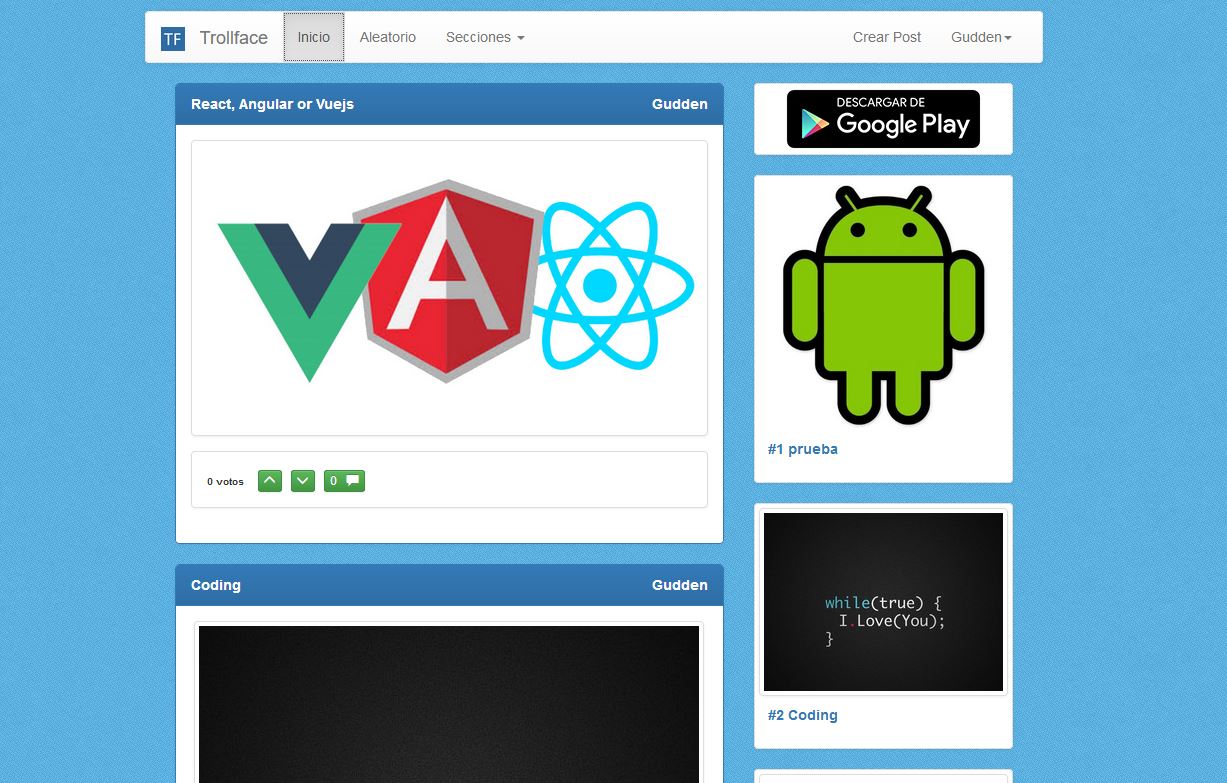 TF Trollface Inicio Aleatorio Secciones Crear Post Gudden
React, Angular or Vuejs Gudden
A
0 votos 0
Coding Gudden
DESCARGAR DE
Google Play
#1 prueba
while(true) {
I.Love(You);
}
#2 Coding